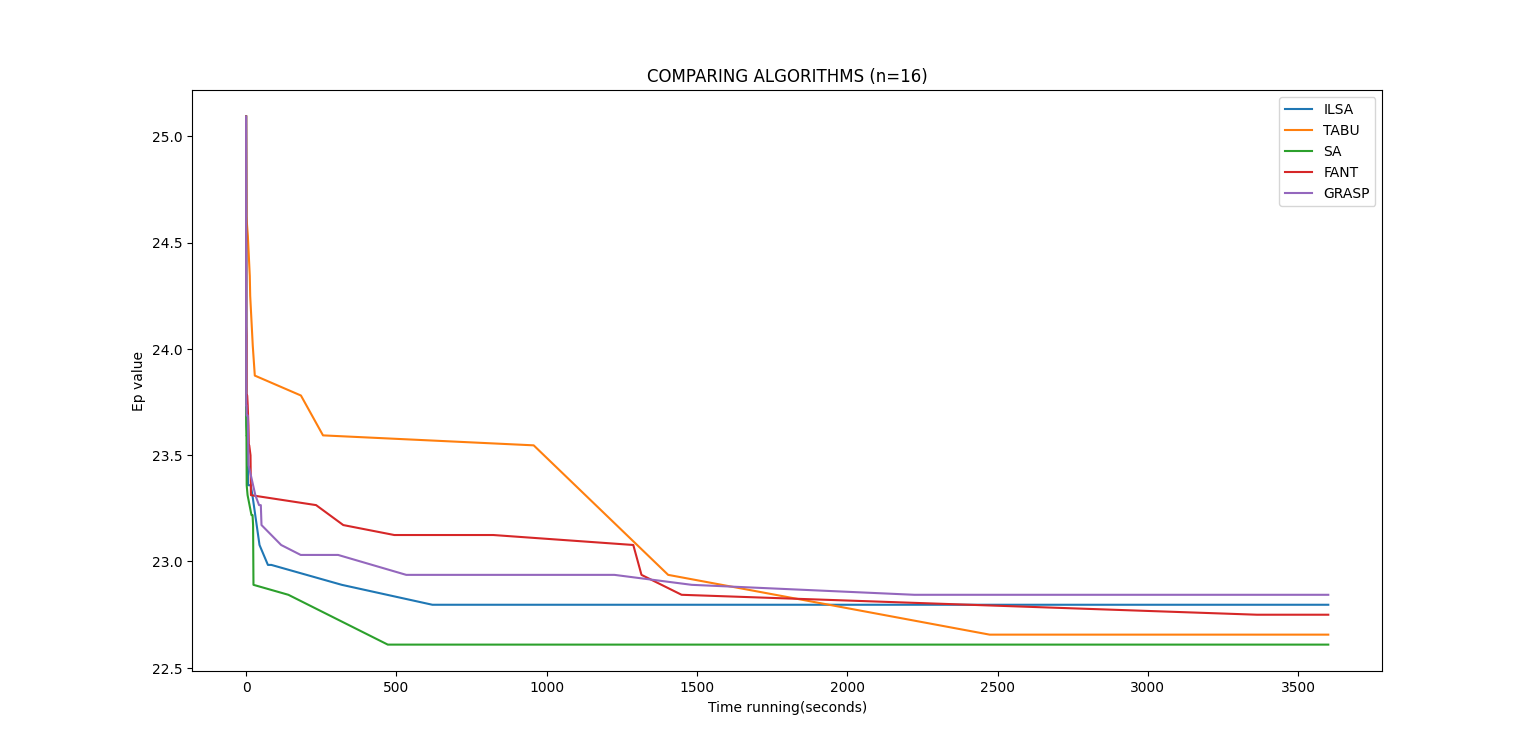 COMPARING ALGORITHMS (n=16)
ILSA
TABU
SA
FANT
GRASP
25.0
24.5
24.0
23.5
23.0
22.5
Ep value
0 500 1000 1500 2000 2500 3000 3500
Time running(seconds)